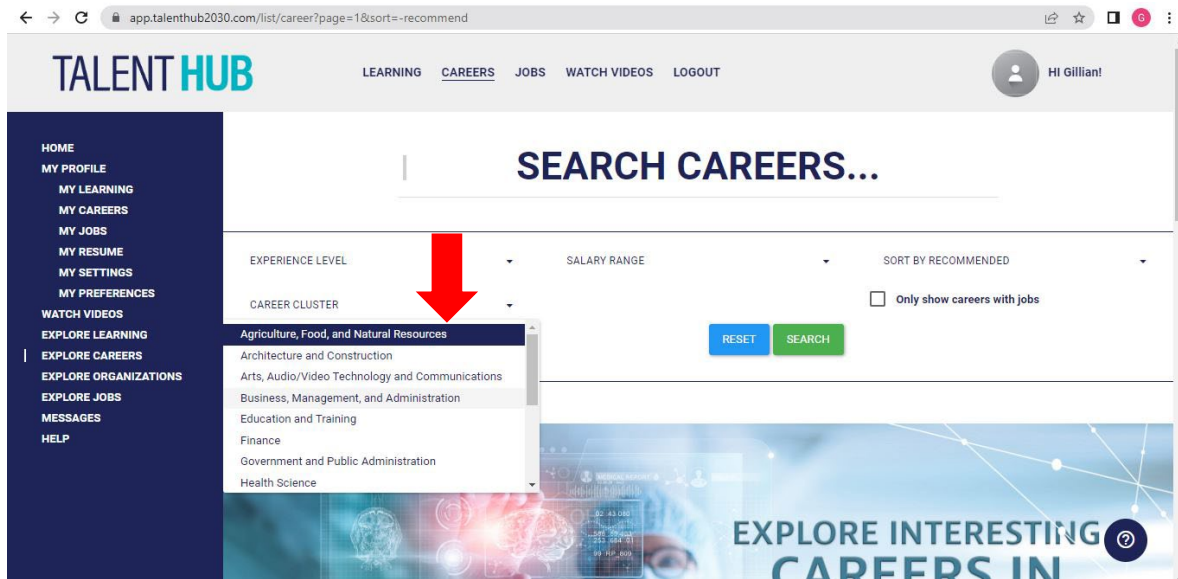 app.talenthub2030.com/list/career?page=1&sort=-recommend
G
TALENT HUB
LEARNING CAREERS JOBS WATCH VIDEOS LOGOUT
HI Gillian!
HOME
MY PROFILE
MY LEARNING
MY CAREERS
MY JOBS
MY RESUME
MY SETTINGS
MY PREFERENCES
WATCH VIDEOS
EXPLORE LEARNING
EXPLORE CAREERS
EXPLORE ORGANIZATIONS
EXPLORE JOBS
MESSAGES
HELP
SEARCH CAREERS...
EXPERIENCE LEVEL SALARY RANGE SORT BY RECOMMENDED
CAREER CLUSTER Only show careers with jobs
Agriculture, Food, and Natural Resources
Architecture and Construction
Arts, Audio/Video Technology and Communications
Business, Management, and Administration
Education and Training
Finance
Government and Public Administration
Health Science
RESET SEARCH
EXPLORE INTERESTING
CAREERS IN
?